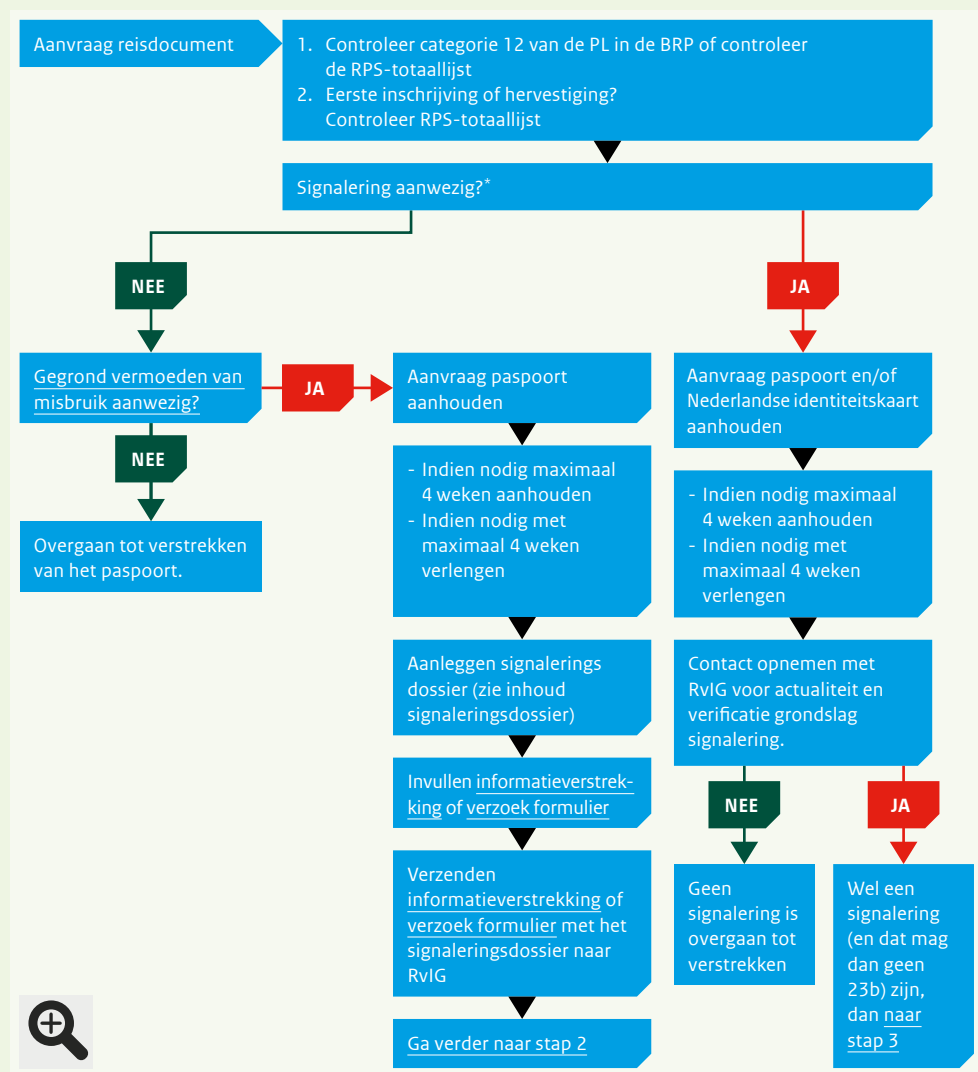 Aanvraag reisdocument
1. Controleer categorie 12 van de PL in de BRP of controleer
de RPS-totaallijst
2. Eerste inschrijving of hervestiging?
Controleer RPS-totaallijst
Signalering aanwezig?*
NEE
JA
Gegrond vermoeden van
misbruik aanwezig?
JA
NEE
Overgaan tot verstrekken
van het paspoort.
Aanvraag paspoort
aanhouden
- Indien nodig maximaal
4 weken aanhouden
- Indien nodig met
maximaal 4 weken
verlengen
Aanleggen signalerings
dossier (zie inhoud
signaleringsdossier)
Invullen informatieverstrek-
king of verzoek formulier
Verzenden
informatieverstrekking of
verzoek formulier met het
signaleringsdossier naar
RvIG
Ga verder naar stap 2
Aanvraag paspoort en/of
Nederlandse identiteitskaart
aanhouden
- Indien nodig maximaal
4 weken aanhouden
- Indien nodig met
maximaal 4 weken
verlengen
Contact opnemen met
RvIG voor actualiteit en
verificatie grondslag
signalering.
NEE
JA
Geen
signalering is
overgaan tot
verstrekken
Wel een
signalering
(en dat mag
dan geen
23b) zijn,
dan naar
stap 3